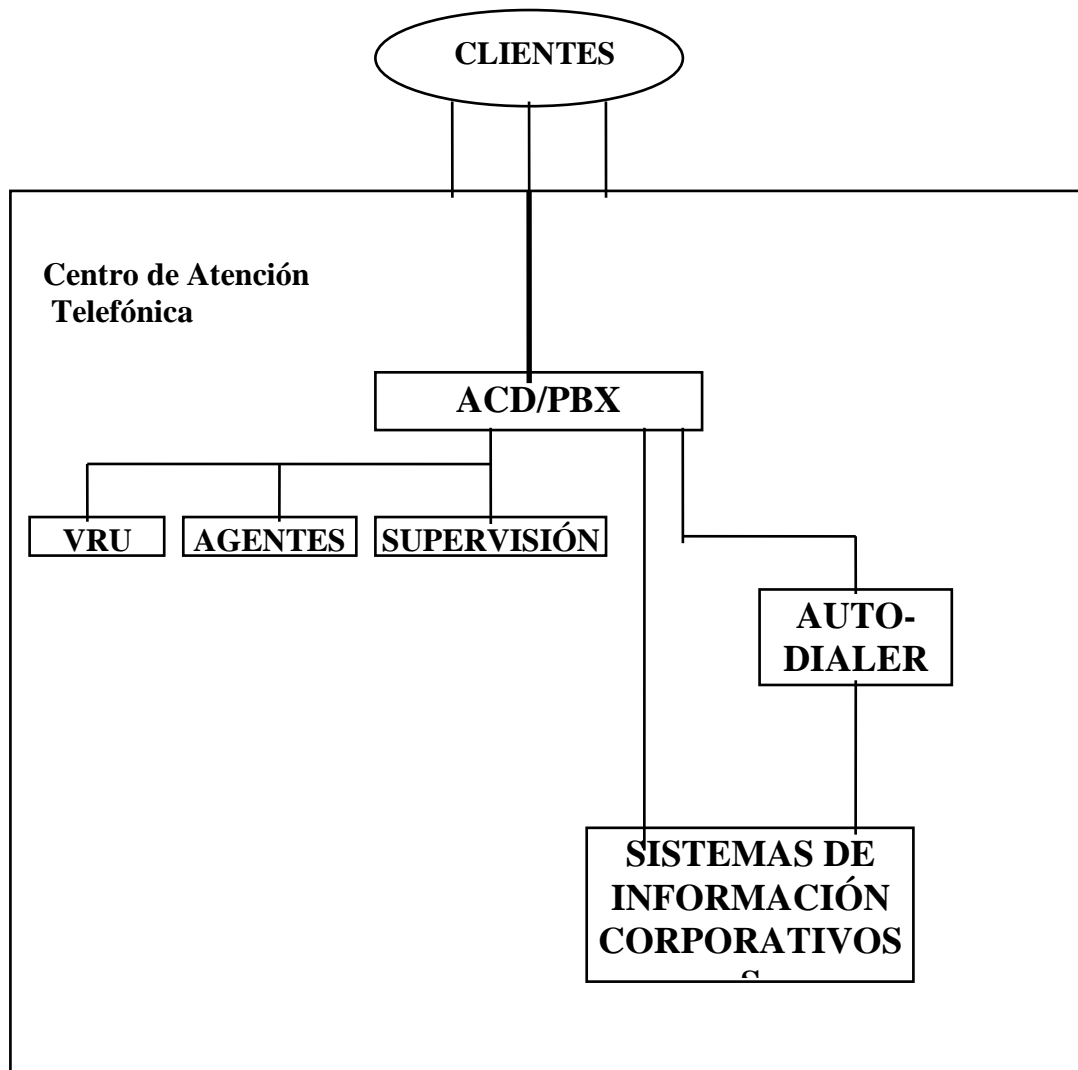 CLIENTES
Centro de Atención
Telefónica
ACD/PBX
VRU
AGENTES
SUPERVISIÓN
AUTO-
DIALER
SISTEMAS DE
INFORMACIÓN
CORPORATIVOS